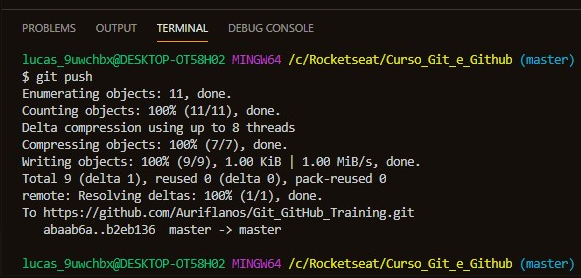 PROBLEMS OUTPUT TERMINAL DEBUG CONSOLE
lucas_9uwchbx@DESKTOP-OT58H02 MINGW64 /c/Rocketseat/Curso_Git_e_Github (master)
$ git push
Enumerating objects: 11, done.
Counting objects: 100% (11/11), done.
Delta compression using up to 8 threads
Compressing objects: 100% (7/7), done.
Writing objects: 100% (9/9), 1.00 KiB | 1.00 MiB/s, done.
Total 9 (delta 1), reused 0 (delta 0), pack-reused 0
remote: Resolving deltas: 100% (1/1), done.
To https://github.com/Auriflanos/Git_GitHub_Training.git
abaab6a..b2eb136 master -> master
lucas_9uwchbx@DESKTOP-OT58H02 MINGW64 /c/Rocketseat/Curso_Git_e_Github (master)